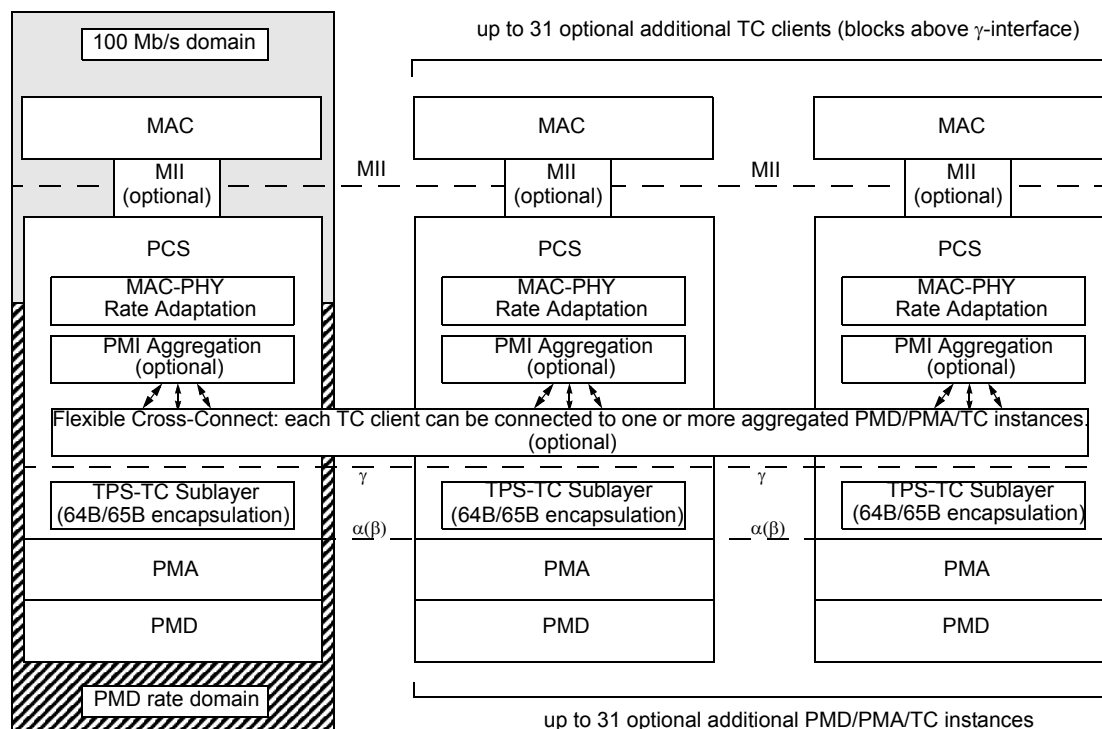 100 Mb/s domain
up to 31 optional additional TC clients (blocks above γ-interface)
MAC
MAC
MAC
MII
(optional)
MII
MII
(optional)
MII
MII
(optional)
PCS
PCS
PCS
MAC-PHY
Rate Adaptation
MAC-PHY
Rate Adaptation
MAC-PHY
Rate Adaptation
PMI Aggregation
(optional)
PMI Aggregation
(optional)
PMI Aggregation
(optional)
Flexible Cross-Connect: each TC client can be connected to one or more aggregated PMD/PMA/TC instances.
(optional)
γ
γ
TPS-TC Sublayer
(64B/65B encapsulation)
TPS-TC Sublayer
(64B/65B encapsulation)
TPS-TC Sublayer
(64B/65B encapsulation)
α(β)
α(β)
PMA
PMA
PMA
PMD
PMD
PMD
PMD rate domain
up to 31 optional additional PMD/PMA/TC instances